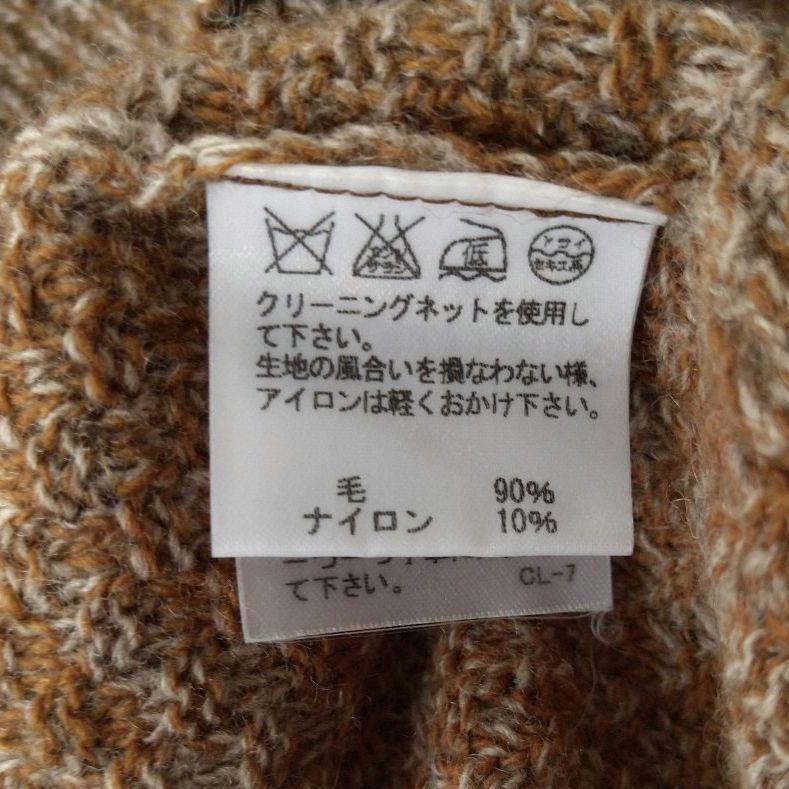 低
ドライ
セキユ系
クリーニングネットを使用し
て下さい。
生地の風合いを損なわない様、
アイロンは軽くおかけ下さい。
毛 90%
ナイロン 10%
て下さい。 CL-7